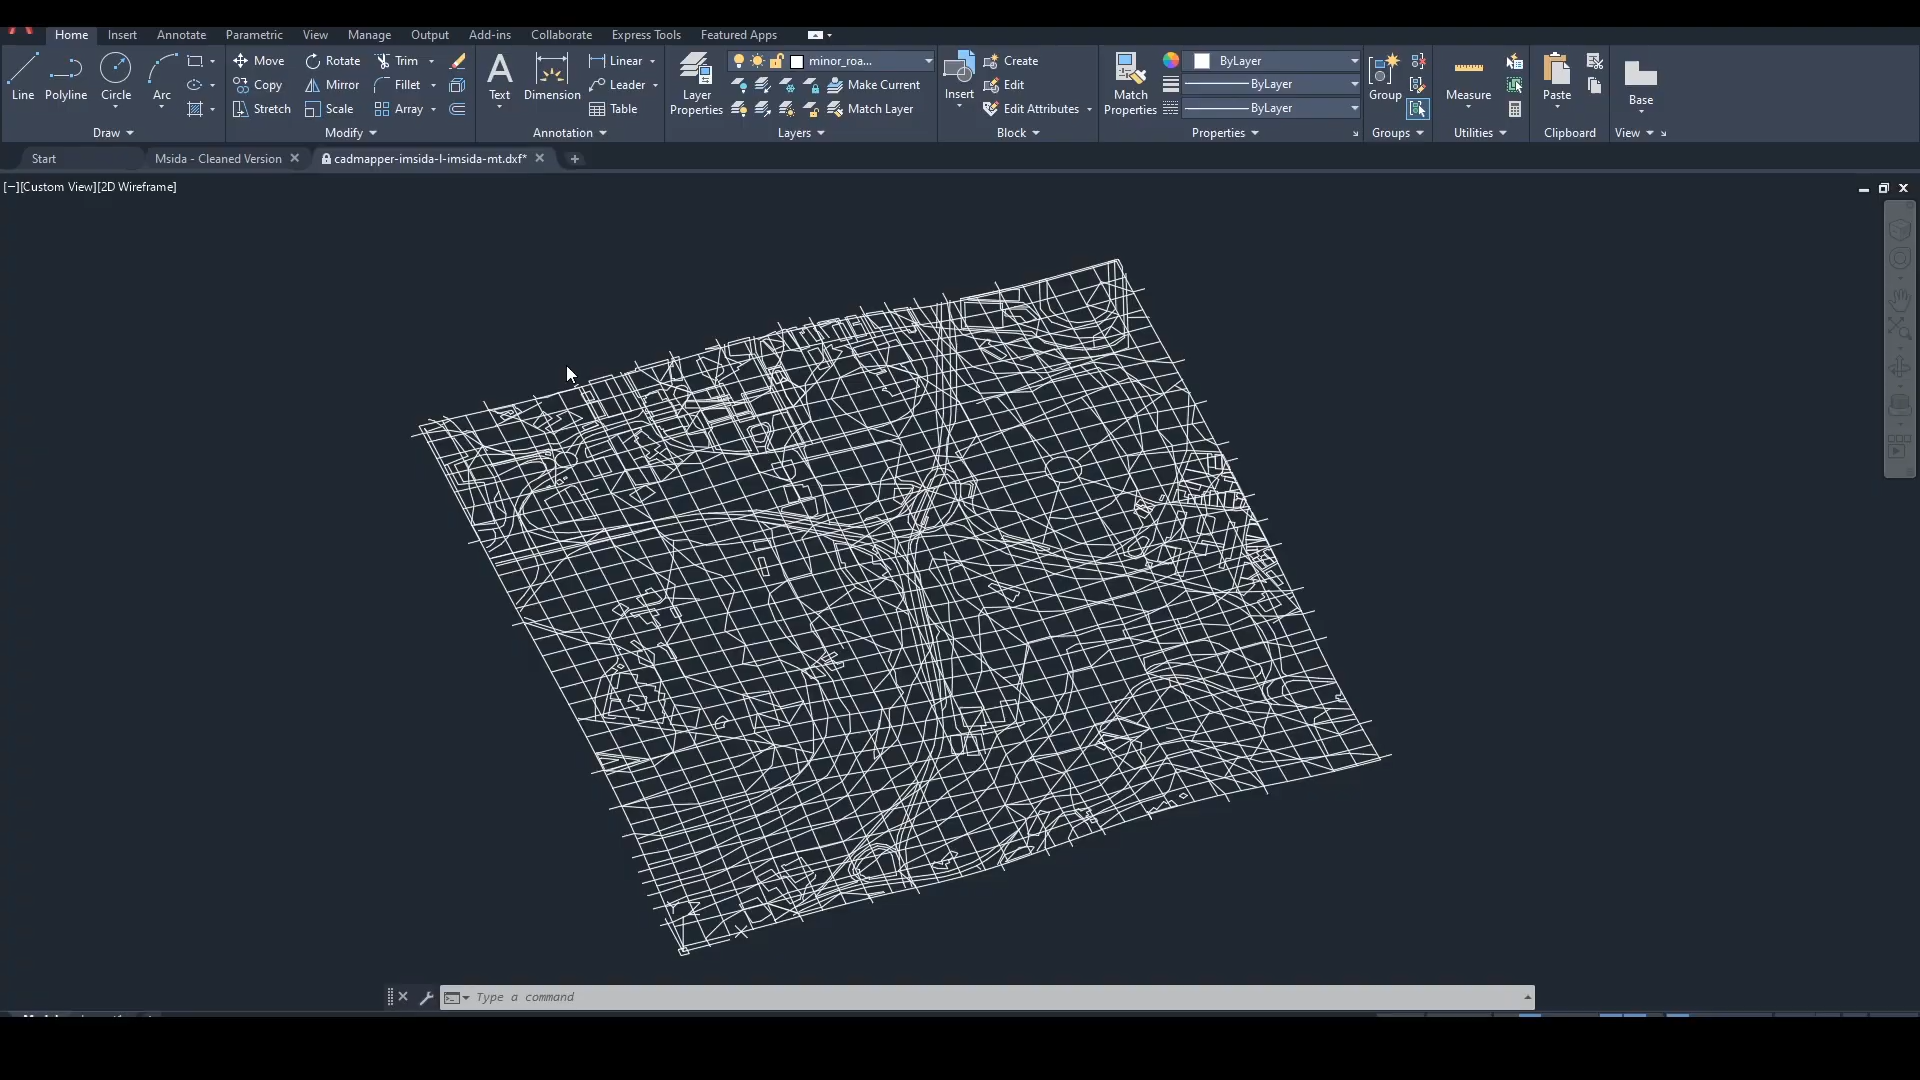 Home Insert Annotate Parametric View Manage Output Add-ins Collaborate Express Tools Featured Apps
Line Polyline Circle Arc
Move Rotate Trim
Copy Mirror Fillet
Stretch Scale Array
Text Dimension
Linear
Leader
Table
Layer Properties
minor_roa...
Make Current
Match Layer
Insert
Create
Edit
Edit Attributes
Match Properties
ByLayer
ByLayer
ByLayer
Group
Measure
Paste
Base
Draw Modify Annotation Layers Block Properties Groups Utilities Clipboard View
Start Msida - Cleaned Version cadmapper-imsida-l-imsida-mt.dxf*
[−][Custom View][2D Wireframe]
X
Type a command